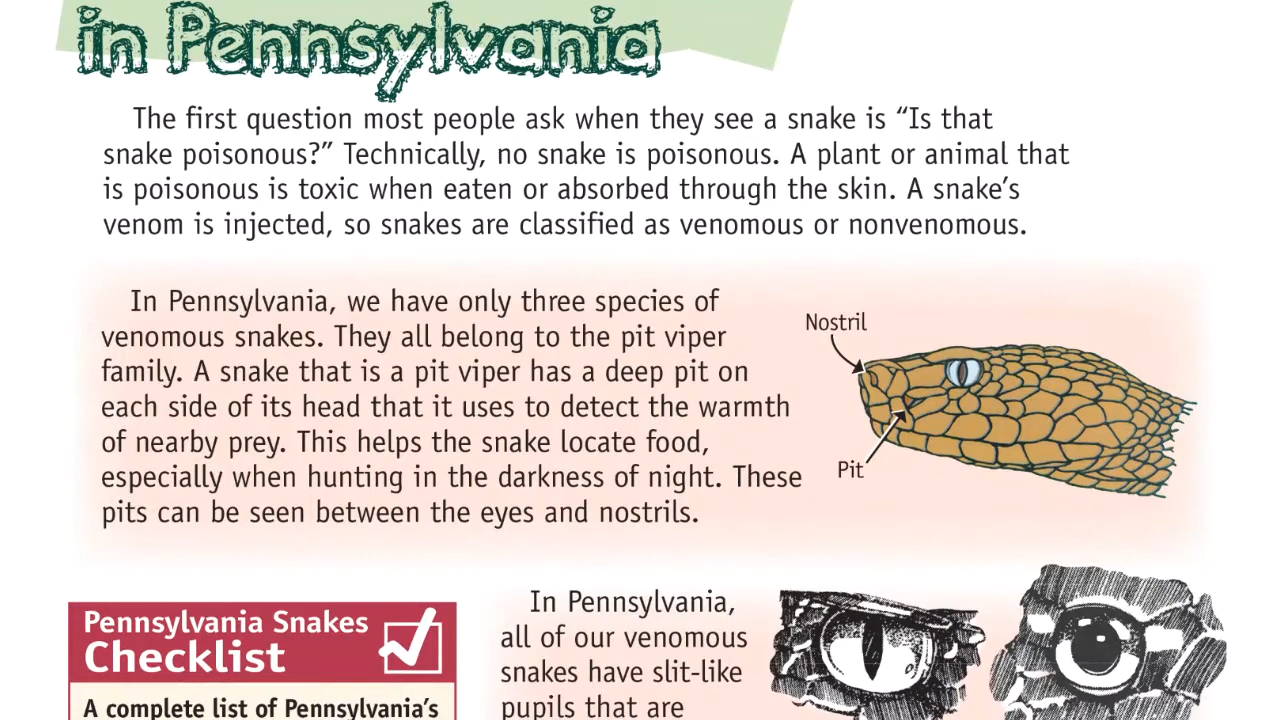 in Pennsylvania
The first question most people ask when they see a snake is “Is that
snake poisonous?” Technically, no snake is poisonous. A plant or animal that
is poisonous is toxic when eaten or absorbed through the skin. A snake’s
venom is injected, so snakes are classified as venomous or nonvenomous.
In Pennsylvania, we have only three species of
venomous snakes. They all belong to the pit viper
family. A snake that is a pit viper has a deep pit on
each side of its head that it uses to detect the warmth
of nearby prey. This helps the snake locate food,
especially when hunting in the darkness of night. These
pits can be seen between the eyes and nostrils.
Nostril
Pit
Pennsylvania Snakes
Checklist
A complete list of Pennsylvania’s
In Pennsylvania,
all of our venomous
snakes have slit-like
pupils that are